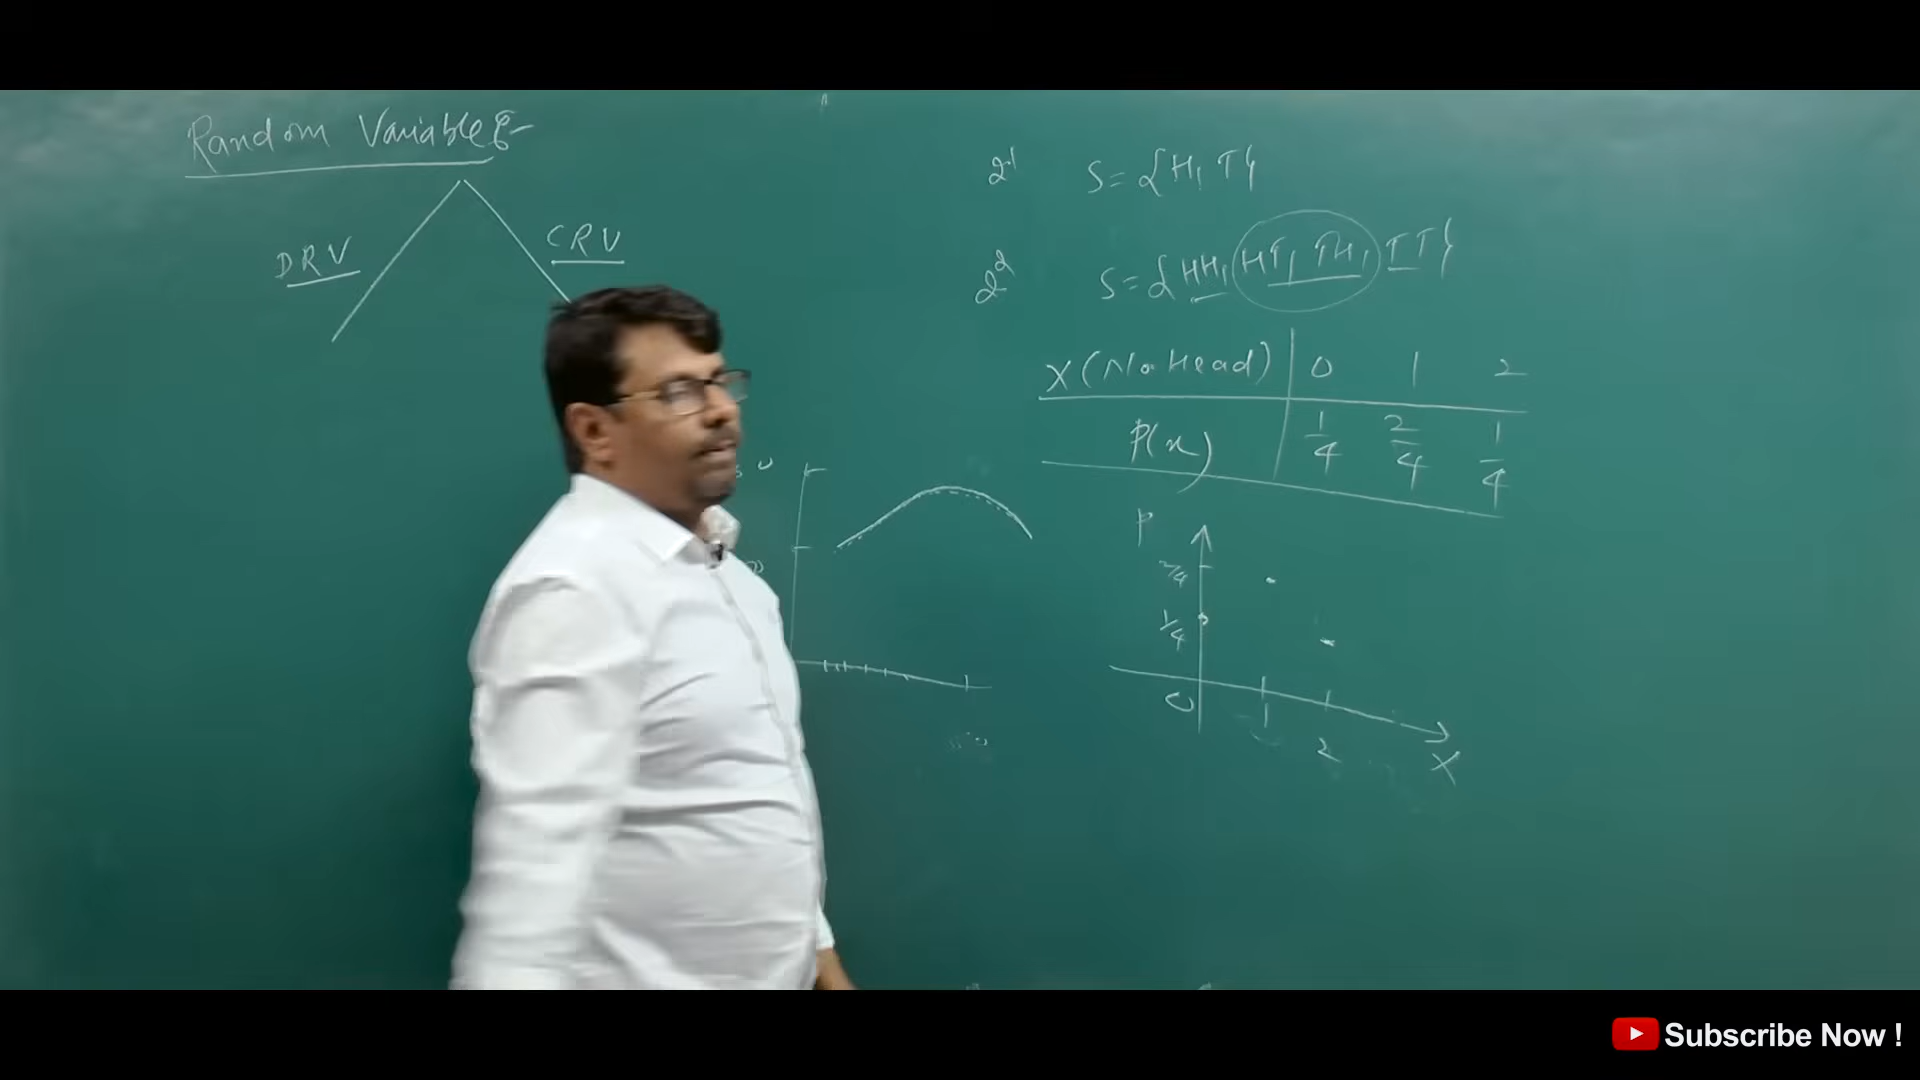 Random Variable:-
DRV
CRV
2¹ S = {H, T}
2² S = {HH, HT, TH, TT}
X (No Head) 0 1 2
P(x) 1/4 2/4 1/4
P
2/4
1/4
0 1 2 X
Subscribe Now !